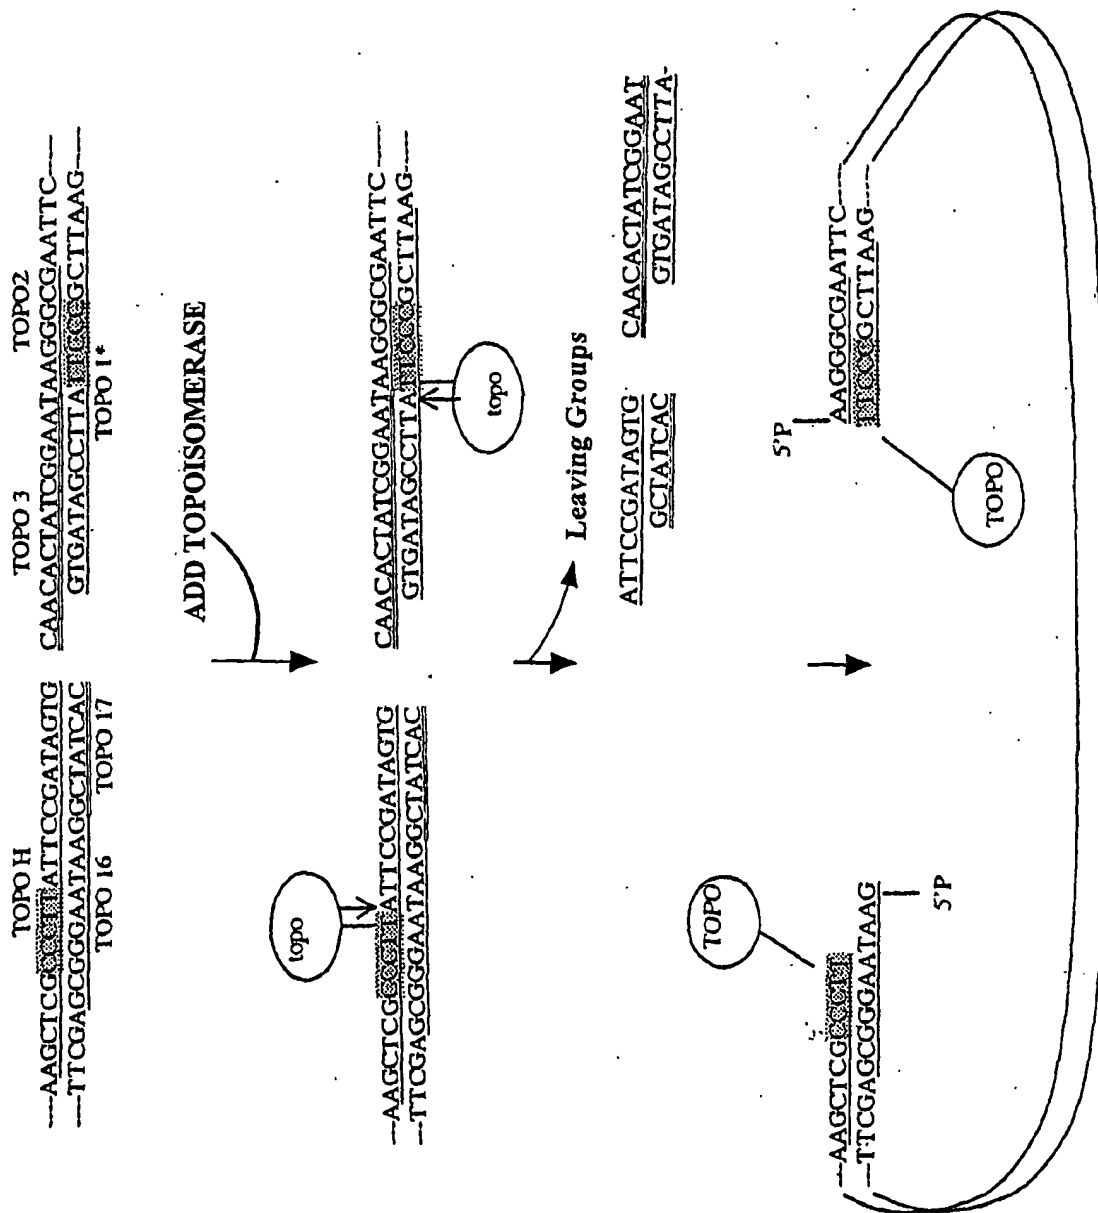 TOPO H TOPO 3 TOPO2
---AAGCTCGCCCTTATTCCGATAGTG CAACACTATCGGAATAAGGGCGAATTC----
---TTCGAGCGGGAATAAGGCTATCAC GTGATAGCCTTATTCCCGCTTAAG----
TOPO 16 TOPO 17 TOPO 1*
ADD TOPOISOMERASE
topo
--AAGCTCGCCCTTATTCCGATAGTG CAACACTATCGGAATAAGGGCGAATTC ----
--TTCGAGCGGGAATAAGGCTATCAC GTGATAGCCTTATTCCCGCTTAAG----
topo
Leaving Groups
ATTCCGATAGTG CAACACTATCGGAAT
GCTATCAC GTGATAGCCTTA-
TOPO 5'P
--AAGCTCGCCCTT AAGGGCGAATTC----
--TTCGAGCGGGAATAAG TTCCCGCTTAAG----
5'P TOPO